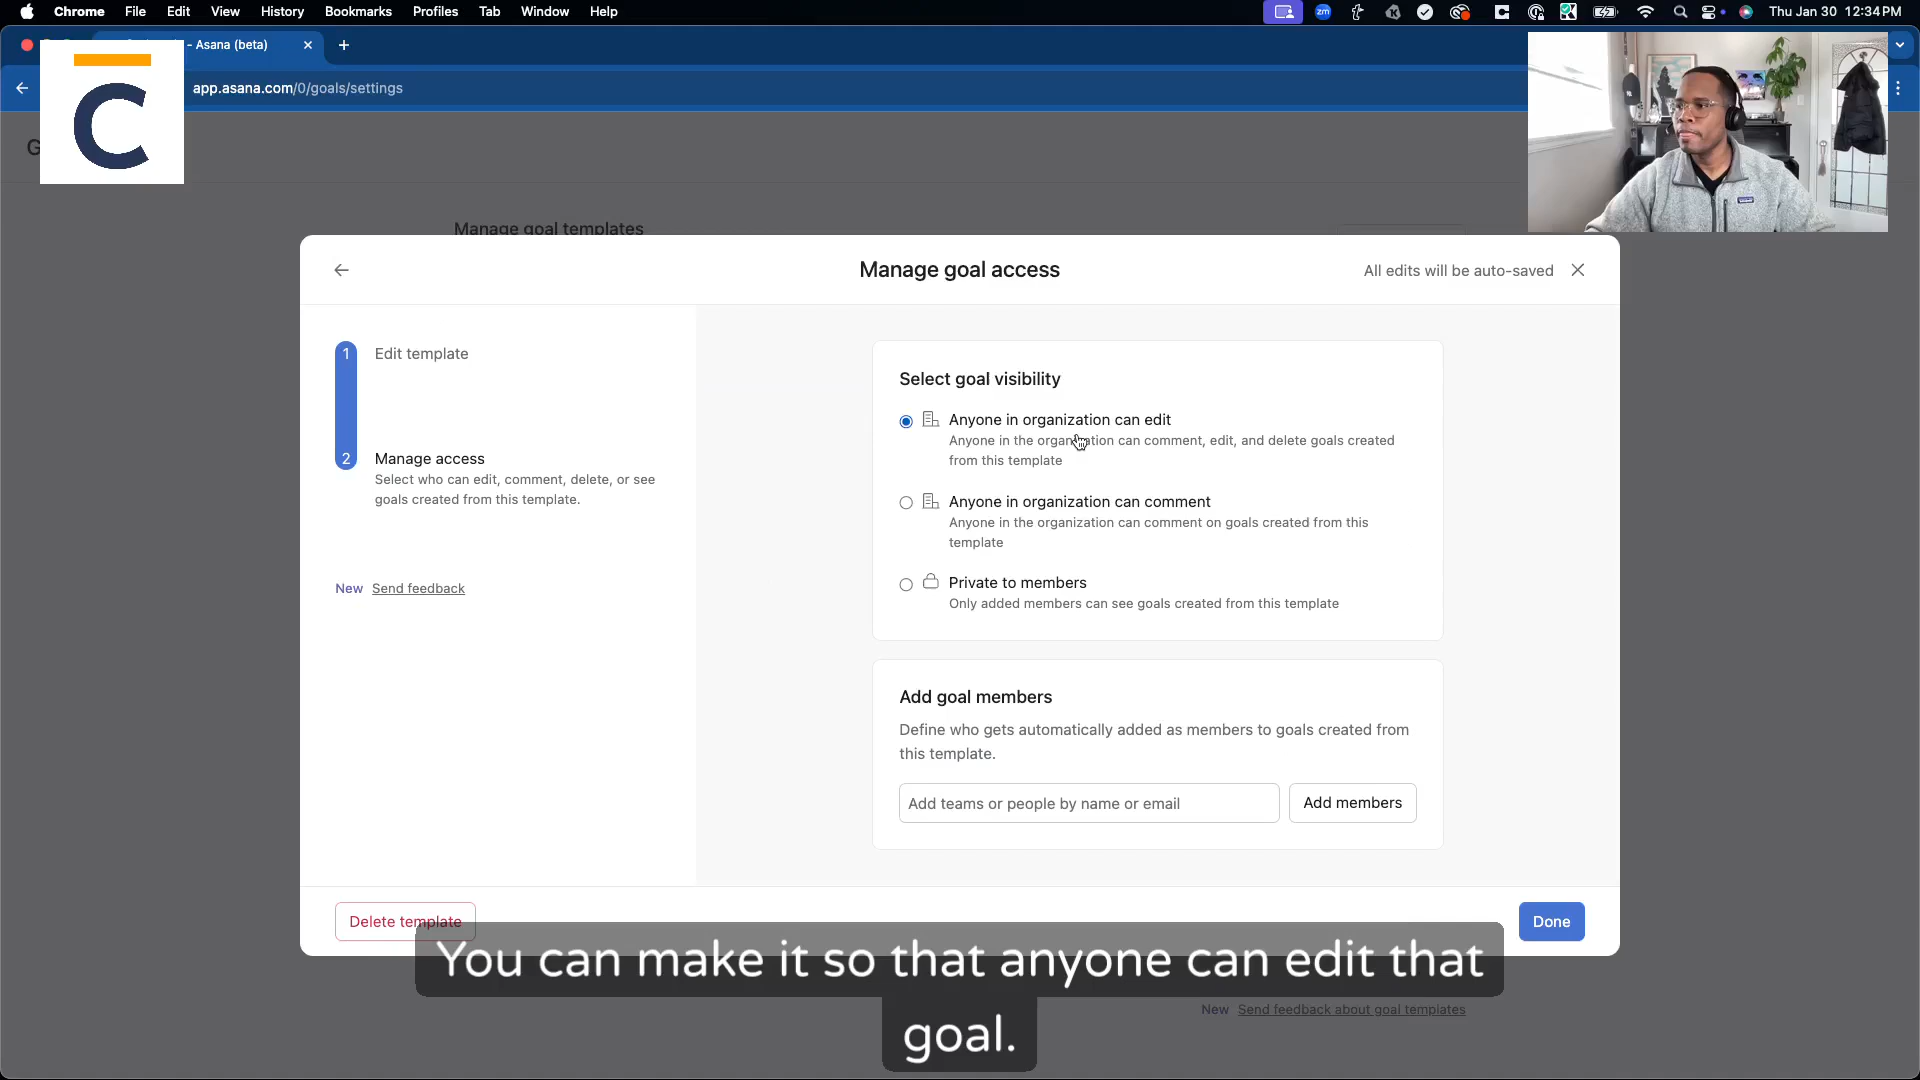 Chrome File Edit View History Bookmarks Profiles Tab Window Help
zm
Thu Jan 30 12:34 PM
- Asana (beta)
app.asana.com/0/goals/settings
C
G
Manage goal templates
Manage goal access
All edits will be auto-saved
1 Edit template
2 Manage access
Select who can edit, comment, delete, or see
goals created from this template.
New Send feedback
Select goal visibility
Anyone in organization can edit
Anyone in the organization can comment, edit, and delete goals created
from this template
Anyone in organization can comment
Anyone in the organization can comment on goals created from this
template
Private to members
Only added members can see goals created from this template
Add goal members
Define who gets automatically added as members to goals created from
this template.
Add teams or people by name or email
Add members
Delete template
Done
You can make it so that anyone can edit that
goal.
New Send feedback about goal templates